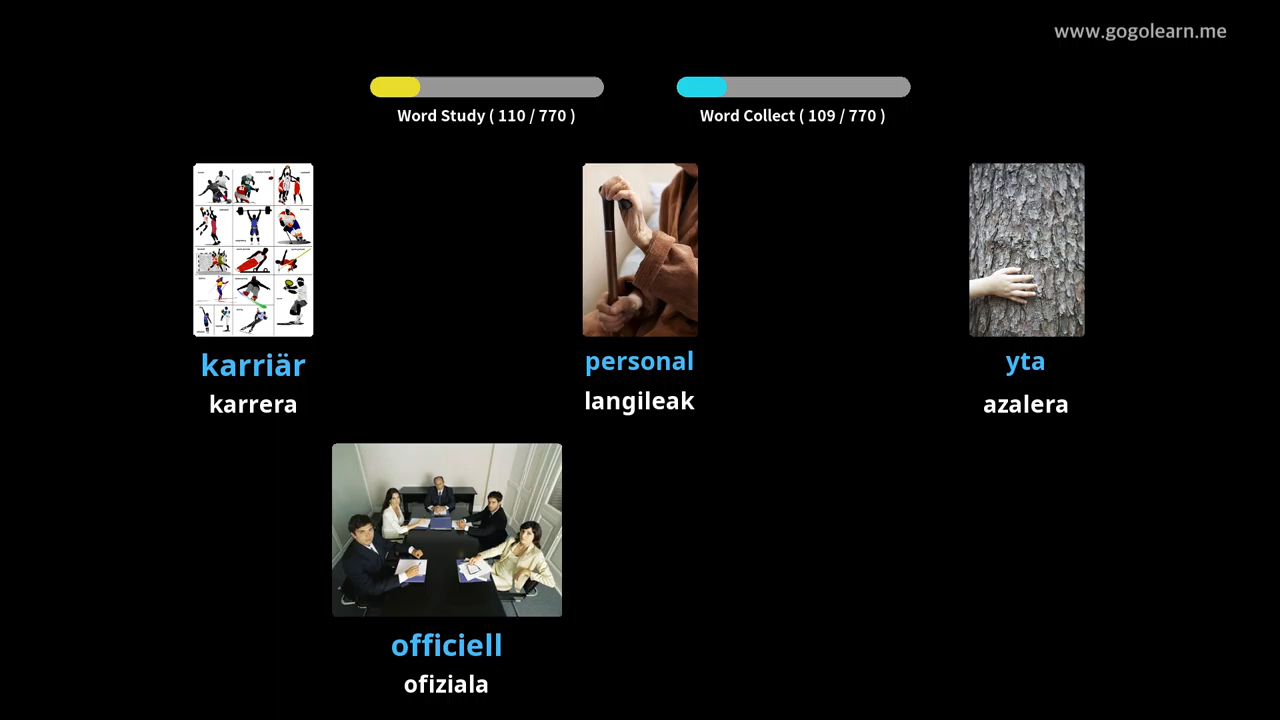 www.gogolearn.me
Word Study ( 110 / 770 )
Word Collect ( 109 / 770 )
karriär
karrera
personal
langileak
yta
azalera
officiell
ofiziala